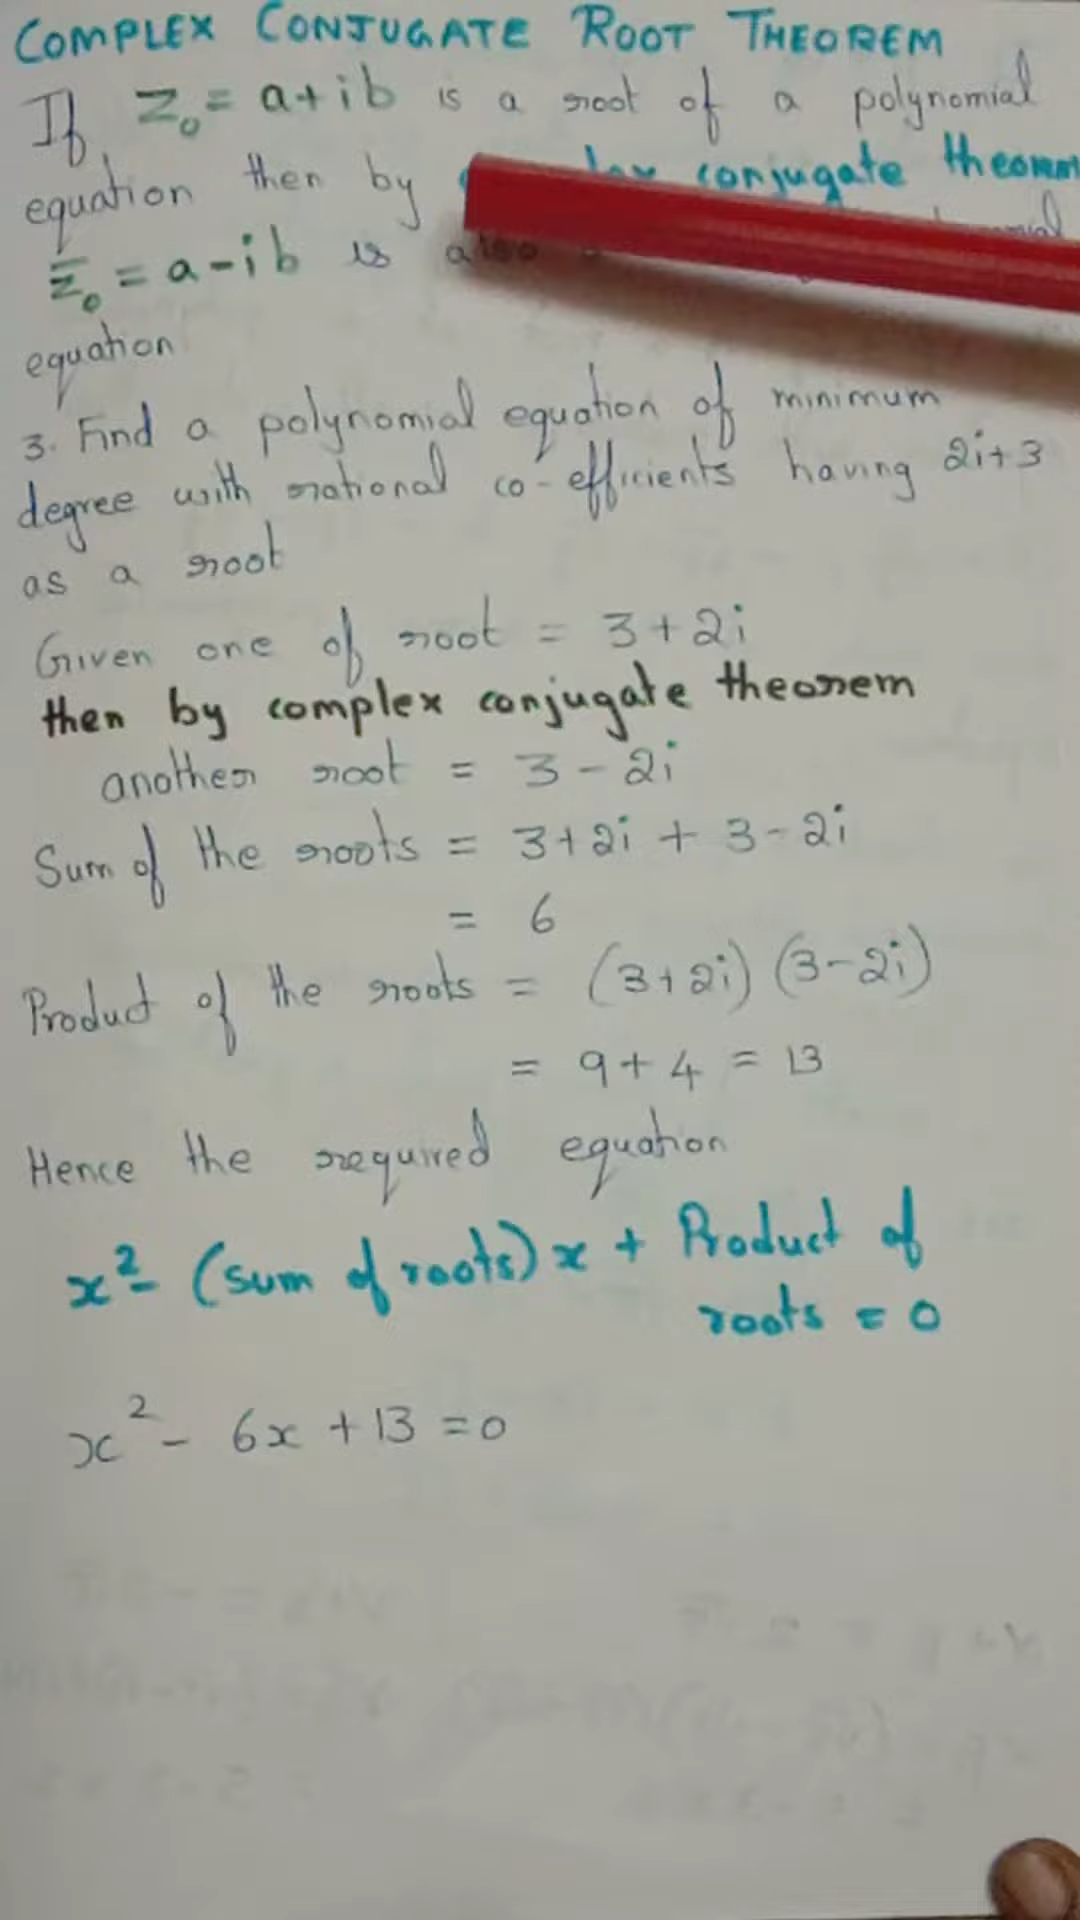 COMPLEX CONJUGATE ROOT THEOREM
If z₀ = a+ib is a root of a polynomial
equation then by conjugate theorem
z̄₀ = a-ib is also
equation
3. Find a polynomial equation of minimum
degree with rational co-efficients having 2i+3
as a root
Given one of root = 3+2i
then by complex conjugate theorem
another root = 3-2i
Sum of the roots = 3+2i + 3-2i
= 6
Product of the roots = (3+2i) (3-2i)
= 9+4 = 13
Hence the required equation
x² - (sum of roots) x + Product of
roots = 0
x² - 6x + 13 = 0